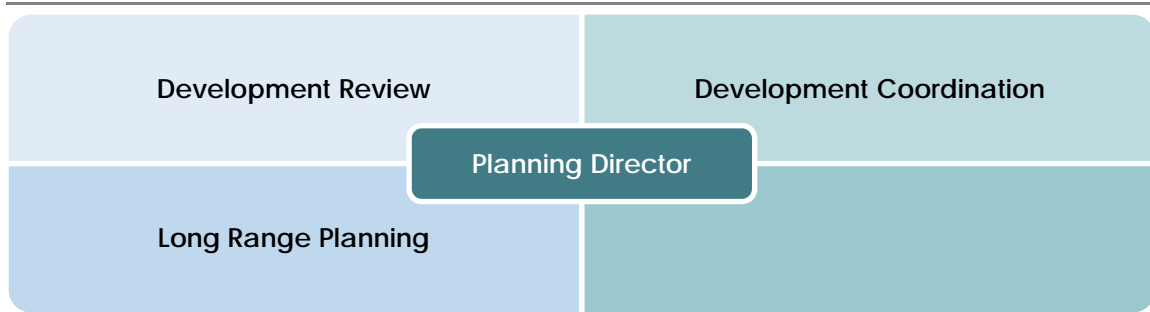 Development Review
Development Coordination
Planning Director
Long Range Planning